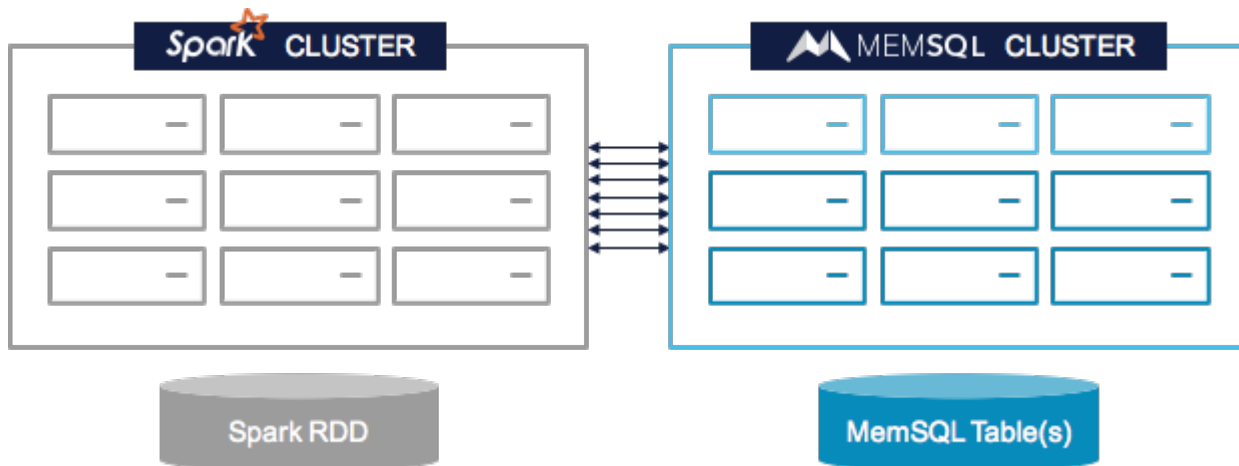 Spark CLUSTER
MEMSQL CLUSTER
Spark RDD
MemSQL Table(s)